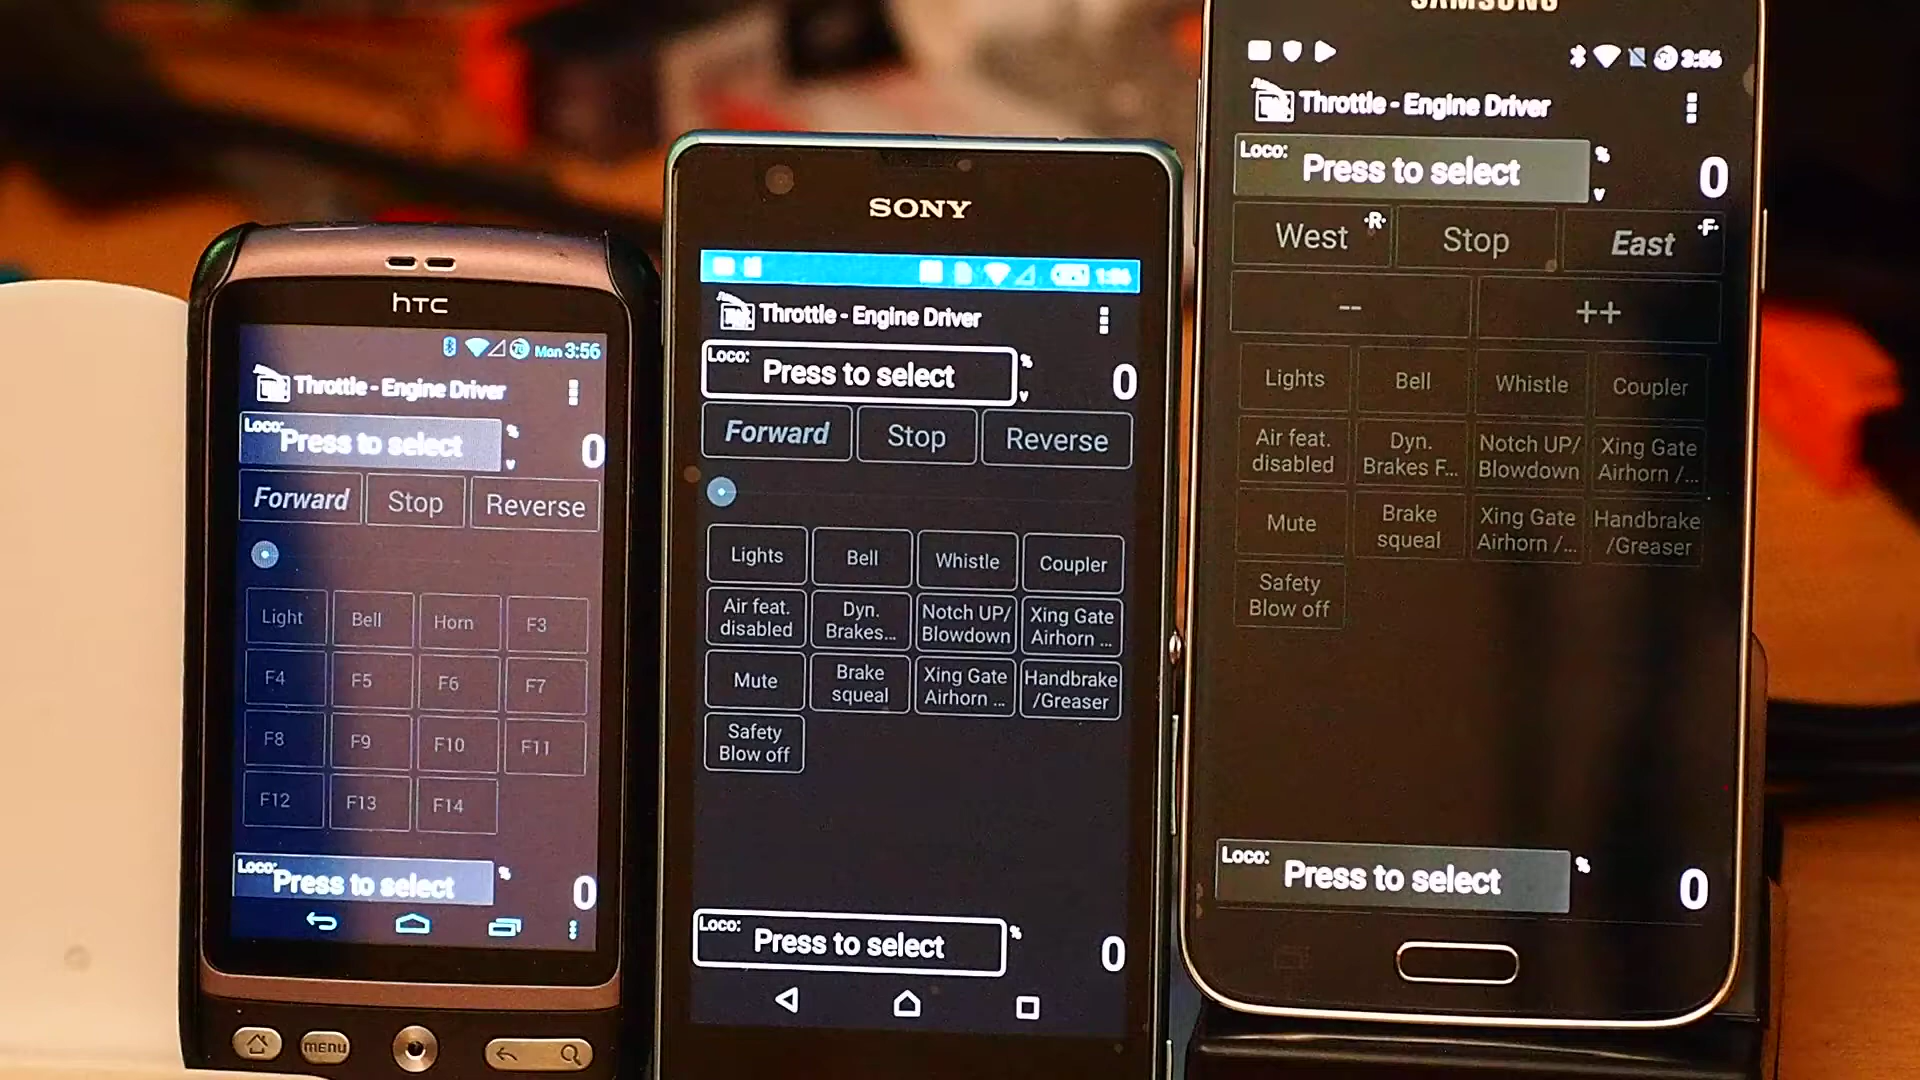 hTC
Mon 3:56
Throttle - Engine Driver
Loco:
Press to select
%
v
0
Forward
Stop
Reverse
Light
Bell
Horn
F3
F4
F5
F6
F7
F8
F9
F10
F11
F12
F13
F14
Loco:
Press to select
%
0
menu
SONY
Throttle - Engine Driver
Loco:
Press to select
%
v
0
Forward
Stop
Reverse
Lights
Bell
Whistle
Coupler
Air feat.
disabled
Dyn.
Brakes...
Notch UP/
Blowdown
Xing Gate
Airhorn ...
Mute
Brake
squeal
Xing Gate
Airhorn ...
Handbrake
/Greaser
Safety
Blow off
Loco:
Press to select
%
0
SAMSUNG
3:56
Throttle - Engine Driver
Loco:
Press to select
%
v
0
West
·R·
Stop
East
·F·
--
++
Lights
Bell
Whistle
Coupler
Air feat.
disabled
Dyn.
Brakes F...
Notch UP/
Blowdown
Xing Gate
Airhorn /...
Mute
Brake
squeal
Xing Gate
Airhorn /...
Handbrake
/Greaser
Safety
Blow off
Loco:
Press to select
%
0